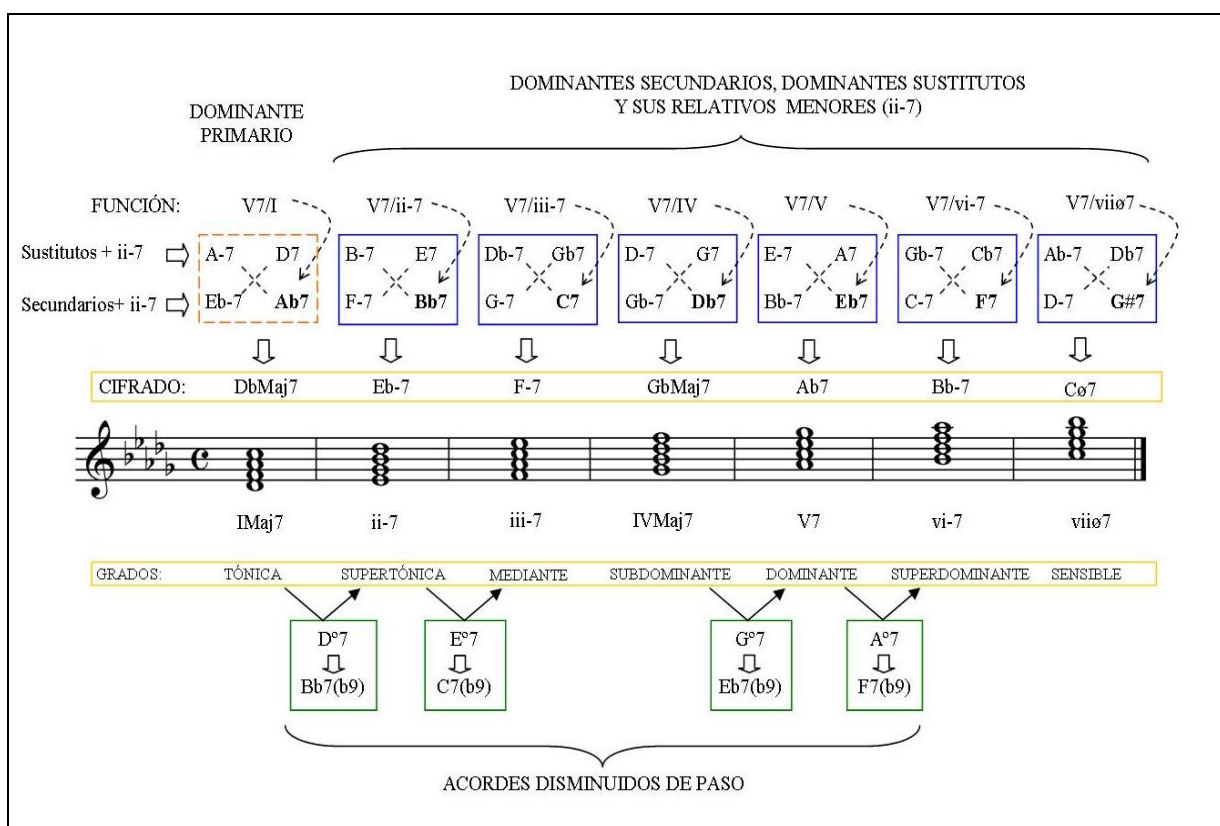 DOMINANTES SECUNDARIOS, DOMINANTES SUSTITUTOS
Y SUS RELATIVOS MENORES (ii-7)
DOMINANTE
PRIMARIO
FUNCIÓN: V7/I V7/ii-7 V7/iii-7 V7/IV V7/V V7/vi-7 V7/viiø7
Sustitutos + ii-7 A-7 D7 B-7 E7 Db-7 Gb7 D-7 G7 E-7 A7 Gb-7 Cb7 Ab-7 Db7
Secundarios+ ii-7 Eb-7 Ab7 F-7 Bb7 G-7 C7 Gb-7 Db7 Bb-7 Eb7 C-7 F7 D-7 G#7
CIFRADO: DbMaj7 Eb-7 F-7 GbMaj7 Ab7 Bb-7 Cø7
IMaj7 ii-7 iii-7 IVMaj7 V7 vi-7 viiø7
GRADOS: TÓNICA SUPERTÓNICA MEDIANTE SUBDOMINANTE DOMINANTE SUPERDOMINANTE SENSIBLE
Dº7 Eº7 Gº7 Aº7
Bb7(b9) C7(b9) Eb7(b9) F7(b9)
ACORDES DISMINUIDOS DE PASO